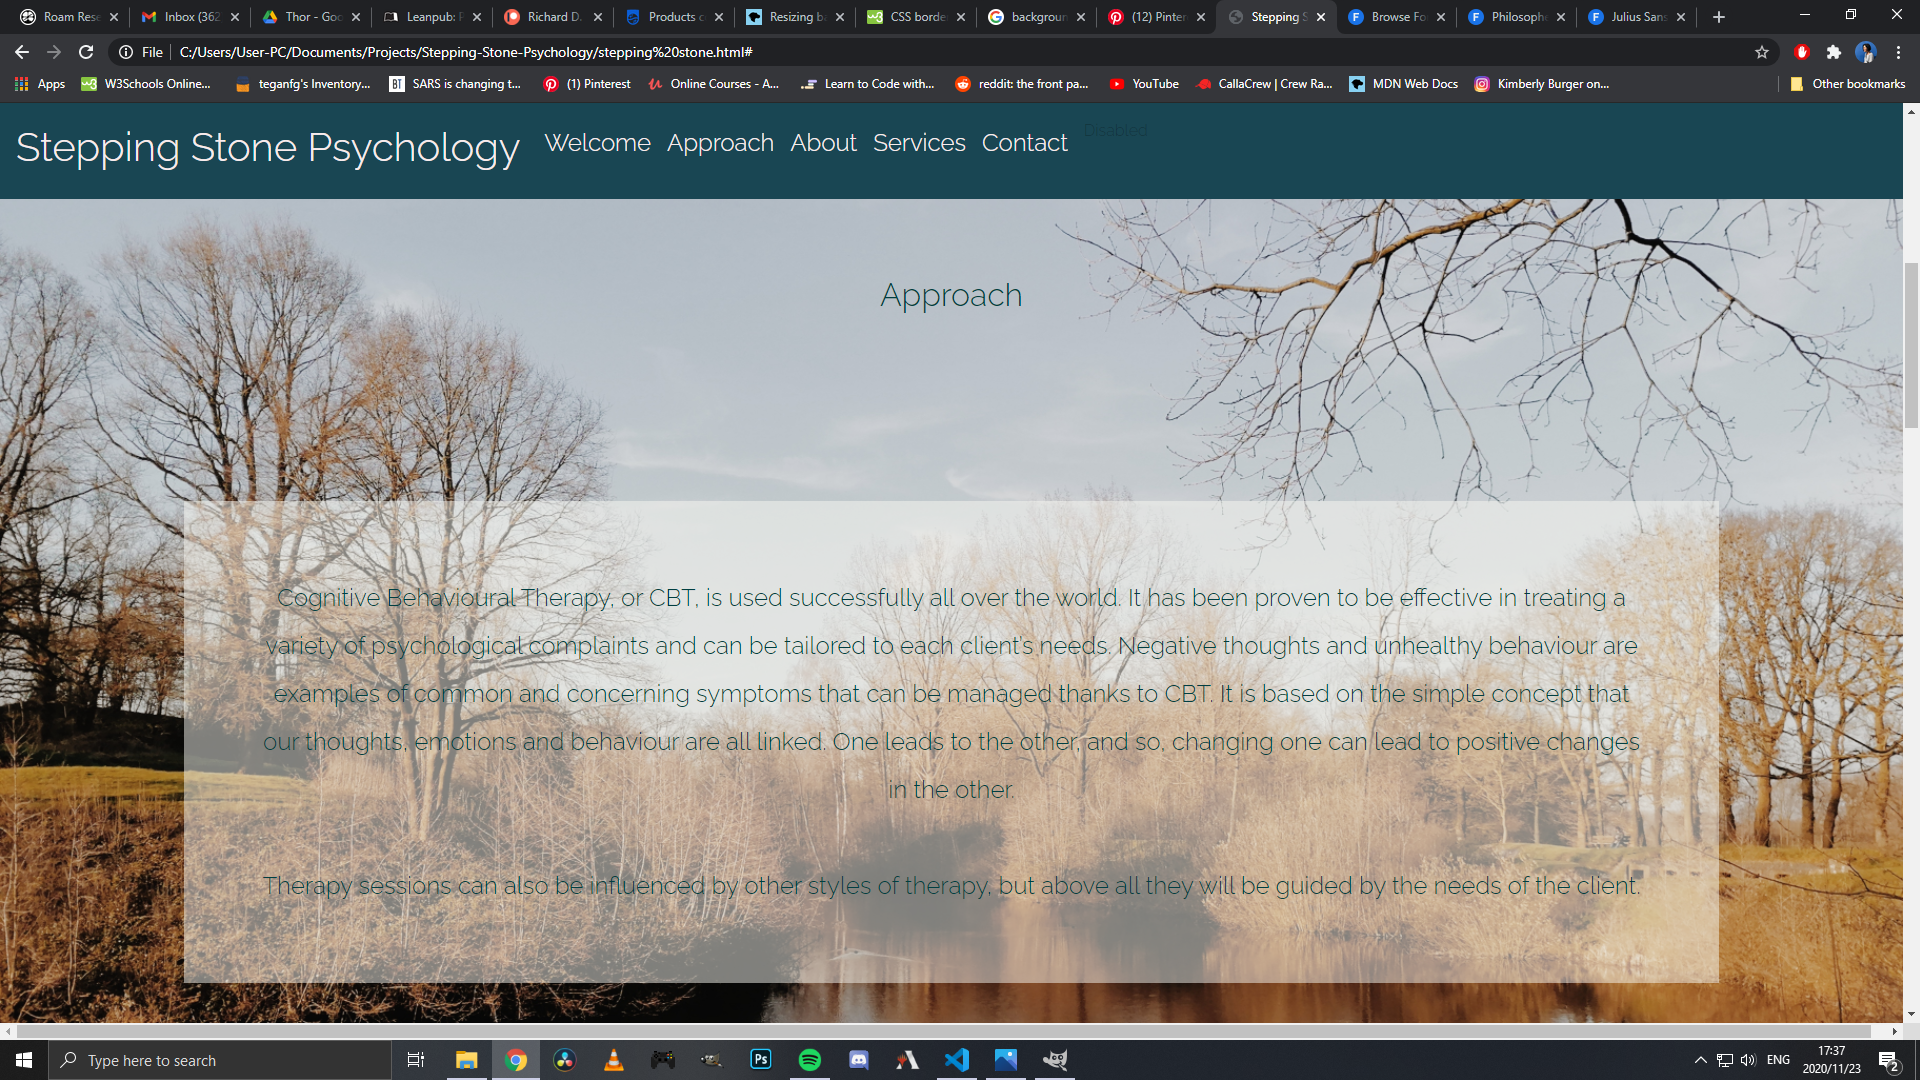 Roam Rese
Inbox (362
Thor - Goo
Leanpub: P
Richard D.
Products o
Resizing ba
CSS border
background
(12) Pinter
Stepping S
Browse Fo
Philosophe
Julius Sans
File
C:/Users/User-PC/Documents/Projects/Stepping-Stone-Psychology/stepping%20stone.html#
Apps
W3Schools Online...
teganfg's Inventory...
BT
SARS is changing t...
(1) Pinterest
Online Courses - A...
Learn to Code with...
reddit: the front pa...
YouTube
CallaCrew | Crew Ra...
MDN Web Docs
Kimberly Burger on...
Other bookmarks
Stepping Stone Psychology
Welcome
Approach
About
Services
Contact
Disabled
Approach
Cognitive Behavioural Therapy, or CBT, is used successfully all over the world. It has been proven to be effective in treating a
variety of psychological complaints and can be tailored to each client's needs. Negative thoughts and unhealthy behaviour are
examples of common and concerning symptoms that can be managed thanks to CBT. It is based on the simple concept that
our thoughts, emotions and behaviour are all linked. One leads to the other, and so, changing one can lead to positive changes
in the other.
Therapy sessions can also be influenced by other styles of therapy, but above all they will be guided by the needs of the client.
Type here to search
Ps
ENG
17:37
2020/11/23
2